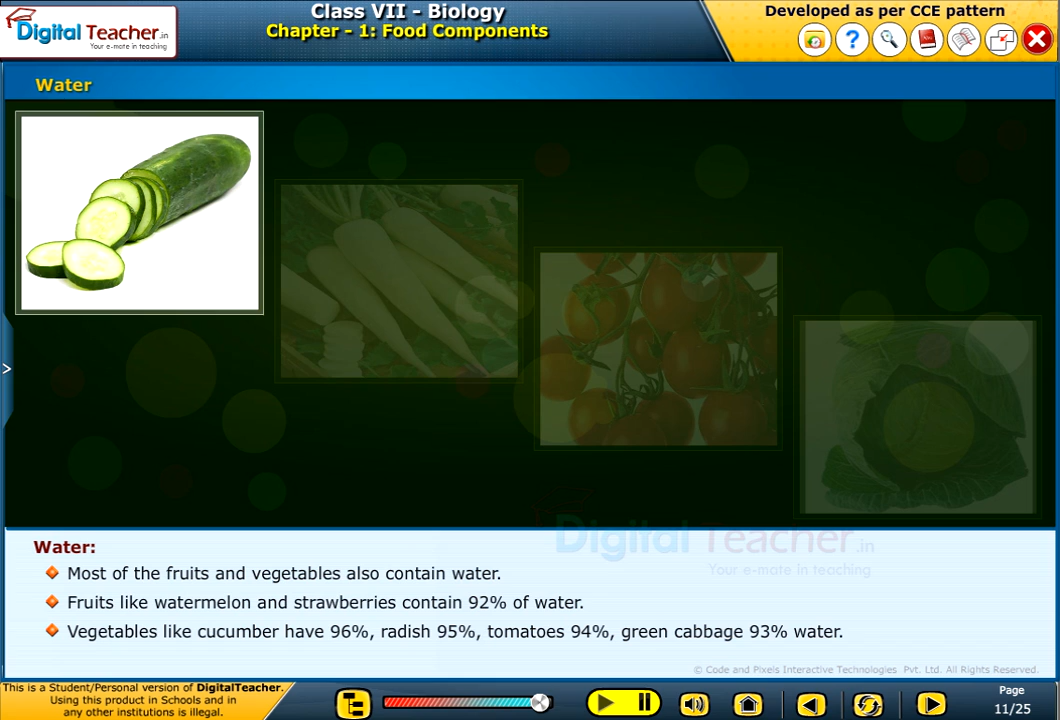 Digital Teacher.in
Your e-mate in teaching
Class VII - Biology
Chapter - 1: Food Components
Developed as per CCE pattern
Water
Water:
Most of the fruits and vegetables also contain water.
Fruits like watermelon and strawberries contain 92% of water.
Vegetables like cucumber have 96%, radish 95%, tomatoes 94%, green cabbage 93% water.
Digital Teacher.in
Your e-mate in teaching
© Code and Pixels Interactive Technologies Pvt. Ltd. All Rights Reserved.
This is a Student/Personal version of DigitalTeacher.
Using this product in Schools and in
any other institutions is illegal.
Page
11/25